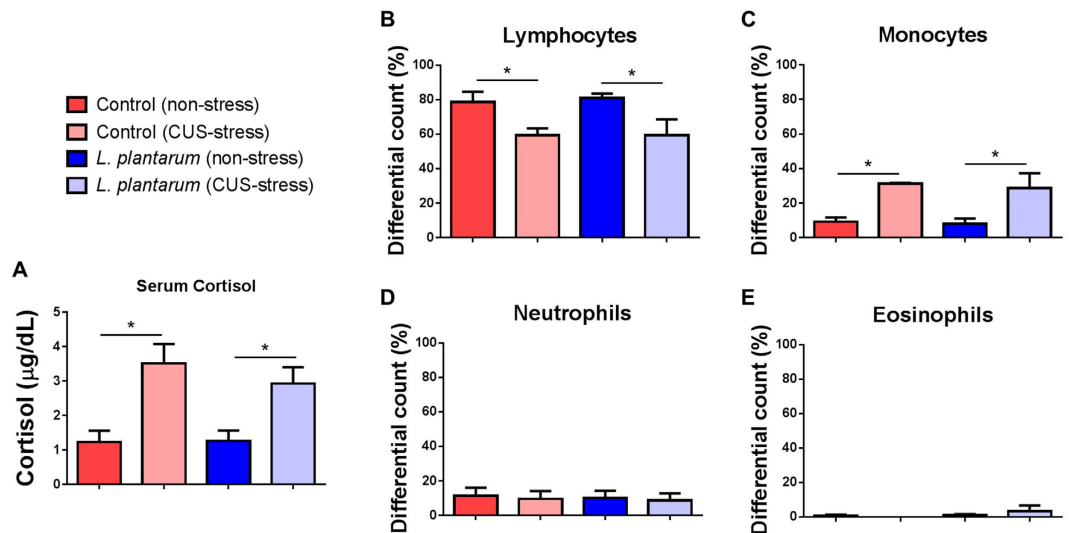 Control (non-stress)
Control (CUS-stress)
L. plantarum (non-stress)
L. plantarum (CUS-stress)
A
Serum Cortisol
Cortisol (µg/dL)
5
4
3
2
1
0
*
*
B
Lymphocytes
Differential count (%)
100
80
60
40
20
0
*
*
C
Monocytes
Differential count (%)
100
80
60
40
20
0
*
*
D
Neutrophils
Differential count (%)
100
80
60
40
20
0
E
Eosinophils
Differential count (%)
100
80
60
40
20
0